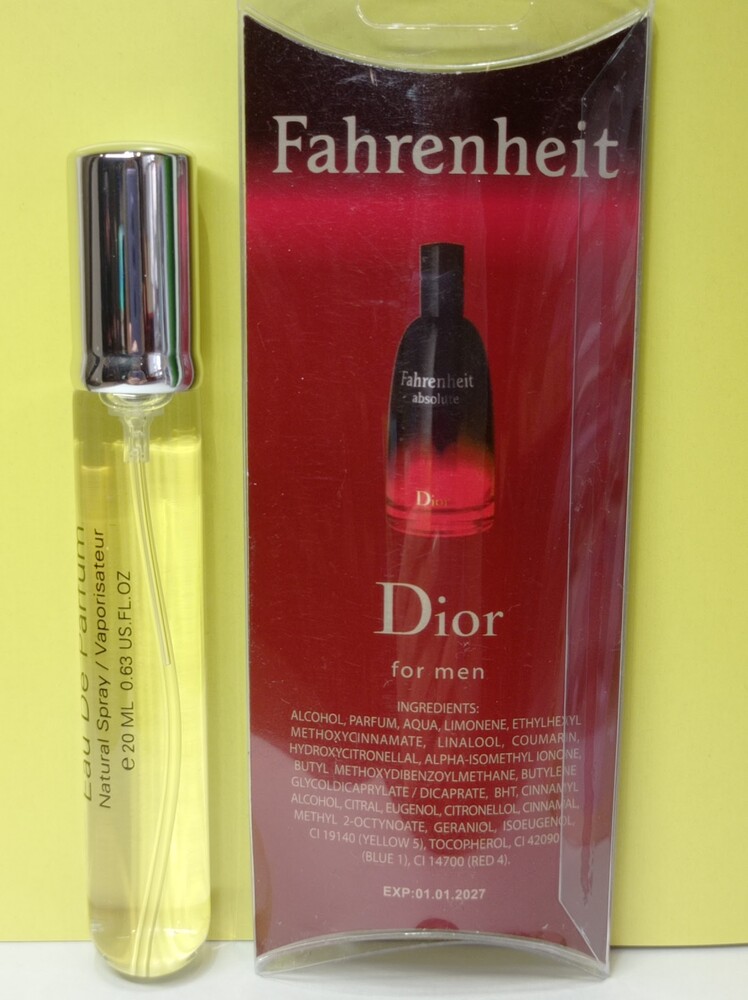 Eau De Parfum
Natural Spray / Vaporisateur
e 20 ML 0.63 US.FL.OZ
Fahrenheit
Fahrenheit
absolute
Dior
Dior
for men
INGREDIENTS:
ALCOHOL, PARFUM, AQUA, LIMONENE, ETHYLHEXYL
METHOXYCINNAMATE, LINALOOL, COUMARIN,
HYDROXYCITRONELLAL, ALPHA-ISOMETHYL IONONE,
BUTYL METHOXYDIBENZOYLMETHANE, BUTYLENE
GLYCOLDICAPRYLATE / DICAPRATE, BHT, CINNAMYL
ALCOHOL, CITRAL, EUGENOL, CITRONELLOL, CINNAMAL,
METHYL 2-OCTYNOATE, GERANIOL, ISOEUGENOL,
CI 19140 (YELLOW 5), TOCOPHEROL, CI 42090
(BLUE 1), CI 14700 (RED 4).
EXP:01.01.2027